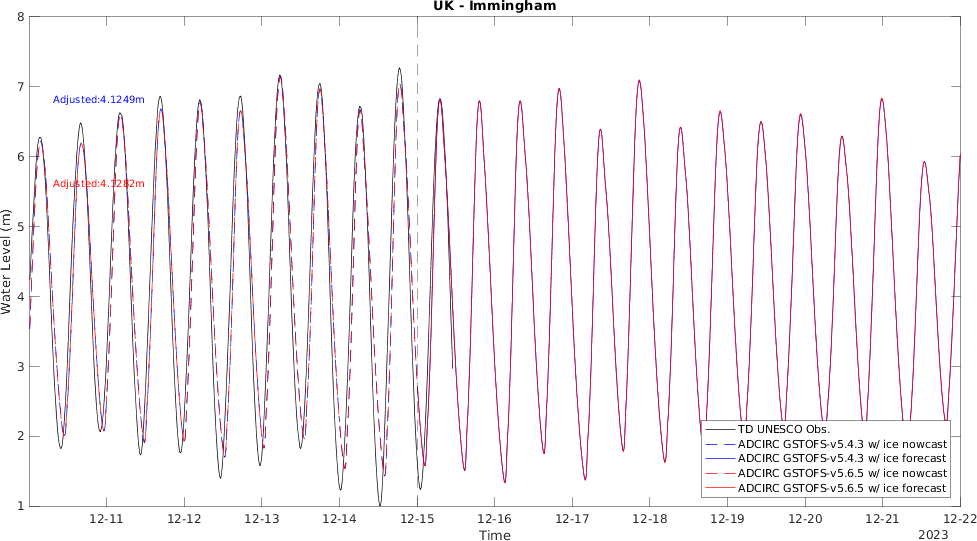 UK - Immingham
8
7
6
5
4
3
2
1
Water Level (m)
Adjusted:4.1249m
Adjusted:4.1282m
TD UNESCO Obs.
ADCIRC GSTOFS-v5.4.3 w/ ice nowcast
ADCIRC GSTOFS-v5.4.3 w/ ice forecast
ADCIRC GSTOFS-v5.6.5 w/ ice nowcast
ADCIRC GSTOFS-v5.6.5 w/ ice forecast
12-11 12-12 12-13 12-14 12-15 12-16 12-17 12-18 12-19 12-20 12-21 12-22
Time
2023